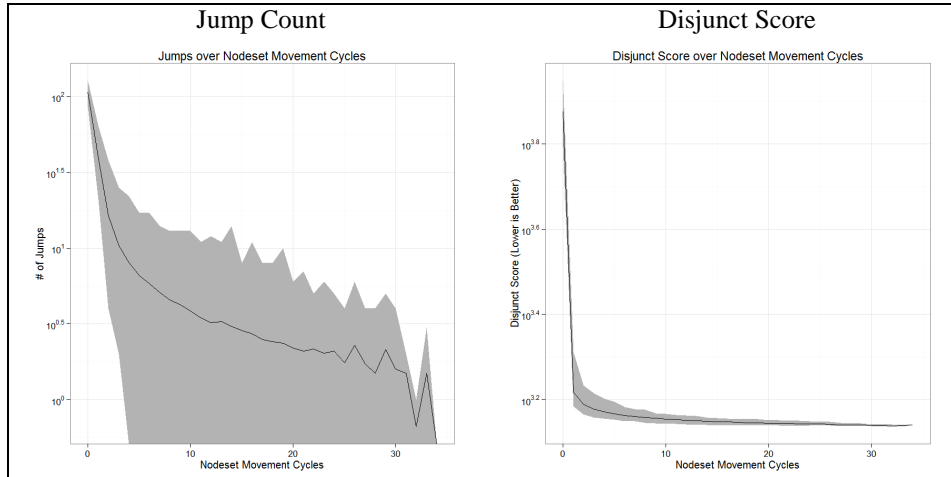 Jump Count
Jumps over Nodeset Movement Cycles
# of Jumps
10^2
10^1.5
10^1
10^0.5
10^0
0 10 20 30
Nodeset Movement Cycles
Disjunct Score
Disjunct Score over Nodeset Movement Cycles
Disjunct Score (Lower is Better)
10^3.8
10^3.6
10^3.4
10^3.2
0 10 20 30
Nodeset Movement Cycles